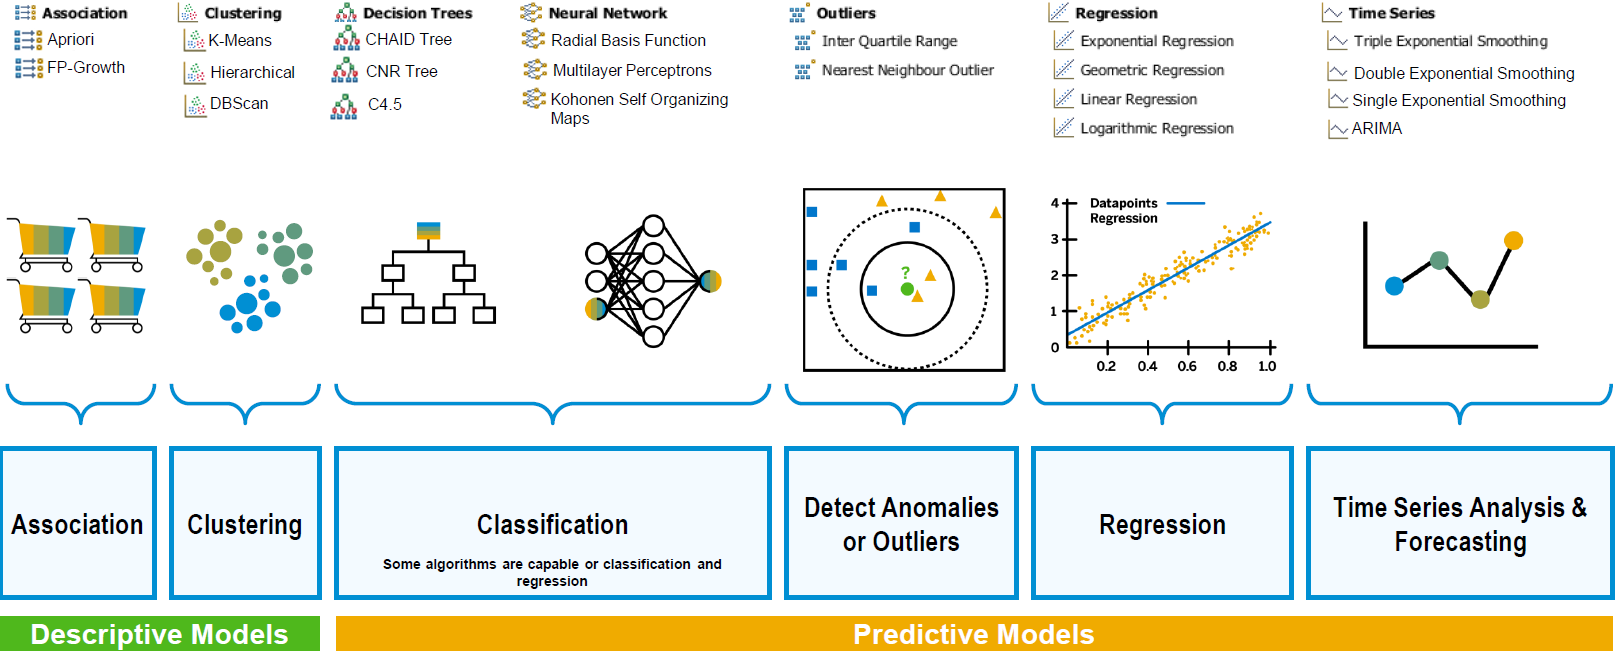 Association
Apriori
FP-Growth
Clustering
K-Means
Hierarchical
DBScan
Decision Trees
CHAID Tree
CNR Tree
C4.5
Neural Network
Radial Basis Function
Multilayer Perceptrons
Kohonen Self Organizing
Maps
Outliers
Inter Quartile Range
Nearest Neighbour Outlier
Regression
Exponential Regression
Geometric Regression
Linear Regression
Logarithmic Regression
Time Series
Triple Exponential Smoothing
Double Exponential Smoothing
Single Exponential Smoothing
ARIMA
?
Datapoints
Regression
4
3
2
1
0
0.2 0.4 0.6 0.8 1.0
Association
Clustering
Classification
Some algorithms are capable or classification and
regression
Detect Anomalies
or Outliers
Regression
Time Series Analysis &
Forecasting
Descriptive Models
Predictive Models